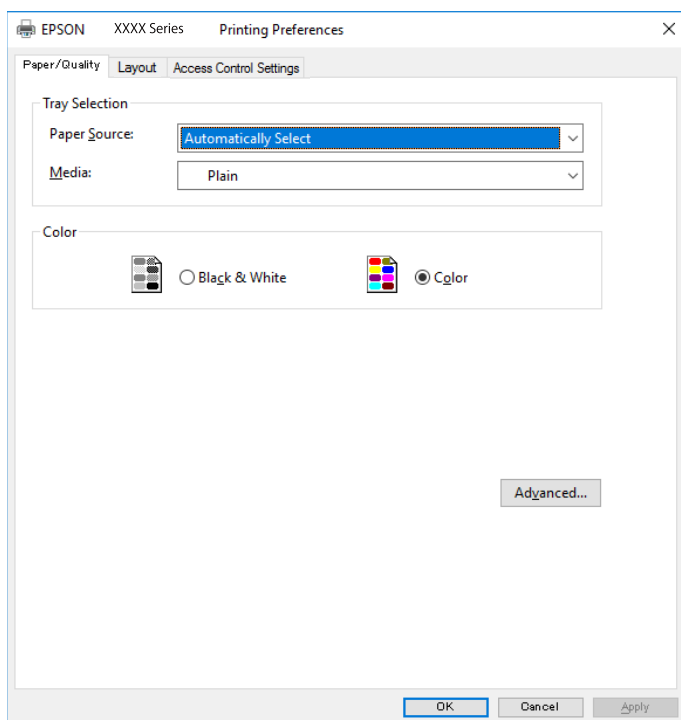 EPSON XXXX Series Printing Preferences
Paper/Quality Layout Access Control Settings
Tray Selection
Paper Source: Automatically Select
Media: Plain
Color
Black & White Color
Advanced...
OK Cancel Apply